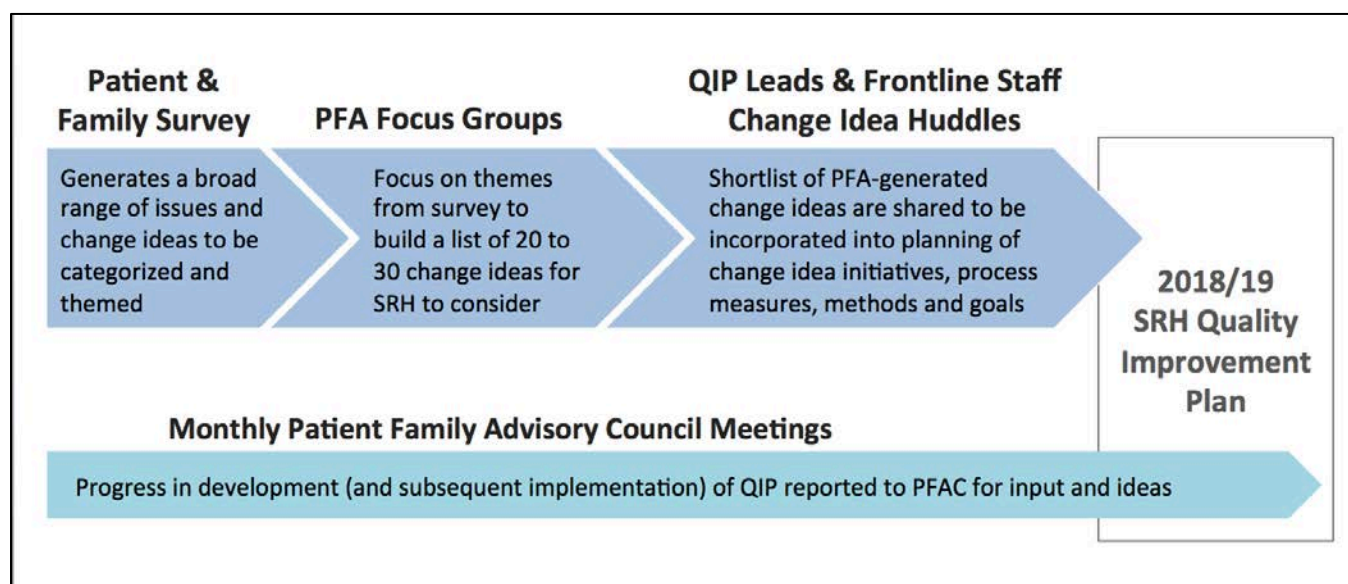 Patient &
Family Survey
Generates a broad
range of issues and
change ideas to be
categorized and
themed
PFA Focus Groups
Focus on themes
from survey to
build a list of 20 to
30 change ideas for
SRH to consider
QIP Leads & Frontline Staff
Change Idea Huddles
Shortlist of PFA-generated
change ideas are shared to be
incorporated into planning of
change idea initiatives, process
measures, methods and goals
2018/19
SRH Quality
Improvement
Plan
Monthly Patient Family Advisory Council Meetings
Progress in development (and subsequent implementation) of QIP reported to PFAC for input and ideas